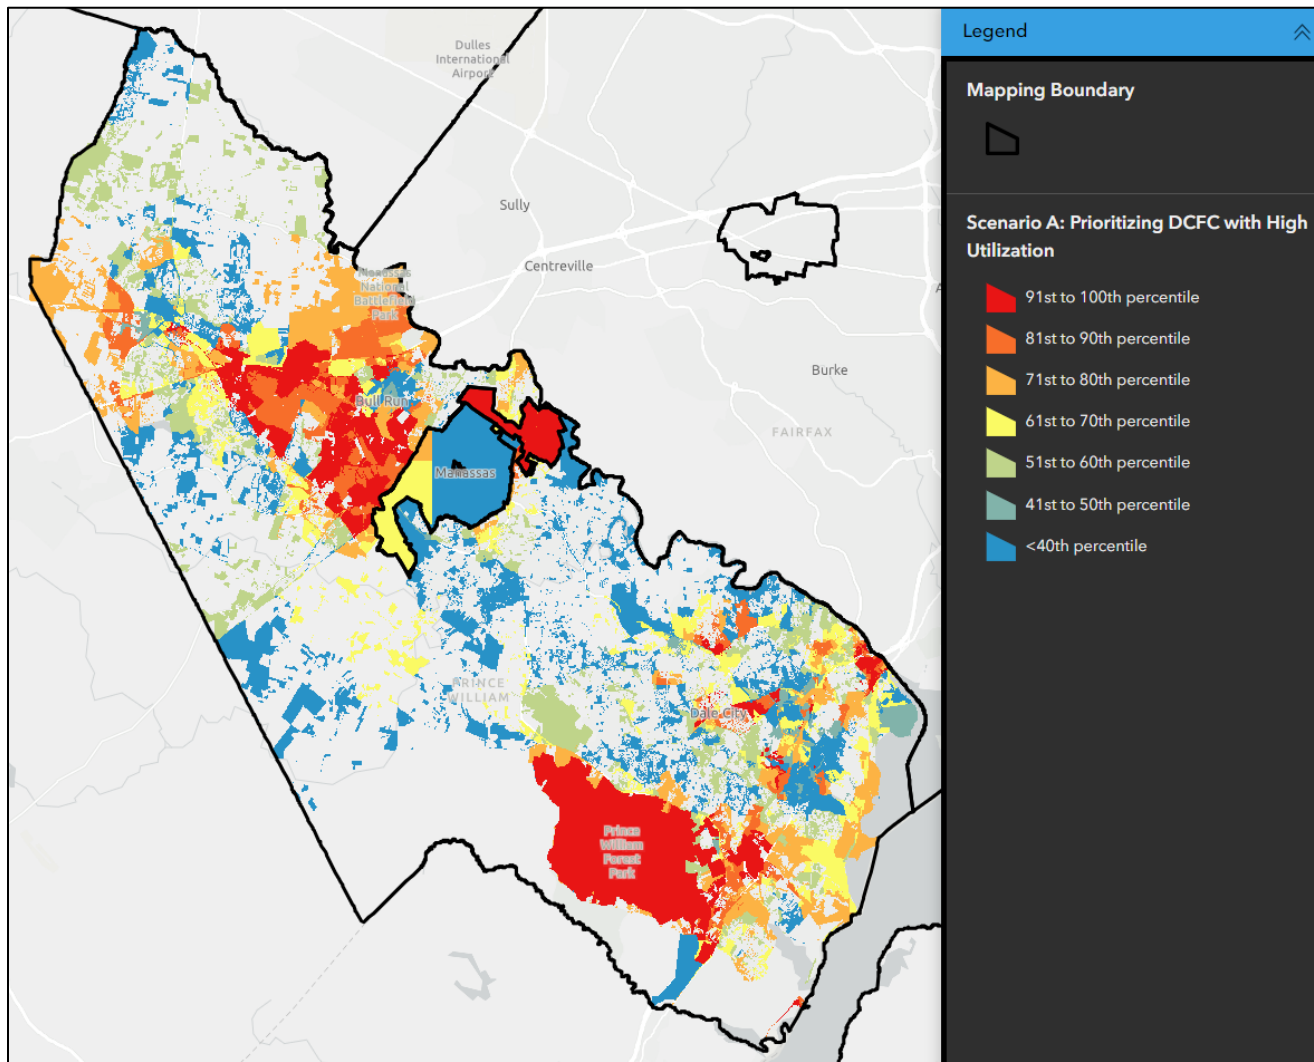 Dulles
International
Airport
Sully
Centreville
Manassas
National
Battlefield
Park
Burke
Bull Run
FAIRFAX
Manassas
PRINCE
WILLIAM
Dale City
Prince
William
Forest
Park
A
Legend
Mapping Boundary
Scenario A: Prioritizing DCFC with High
Utilization
91st to 100th percentile
81st to 90th percentile
71st to 80th percentile
61st to 70th percentile
51st to 60th percentile
41st to 50th percentile
<40th percentile